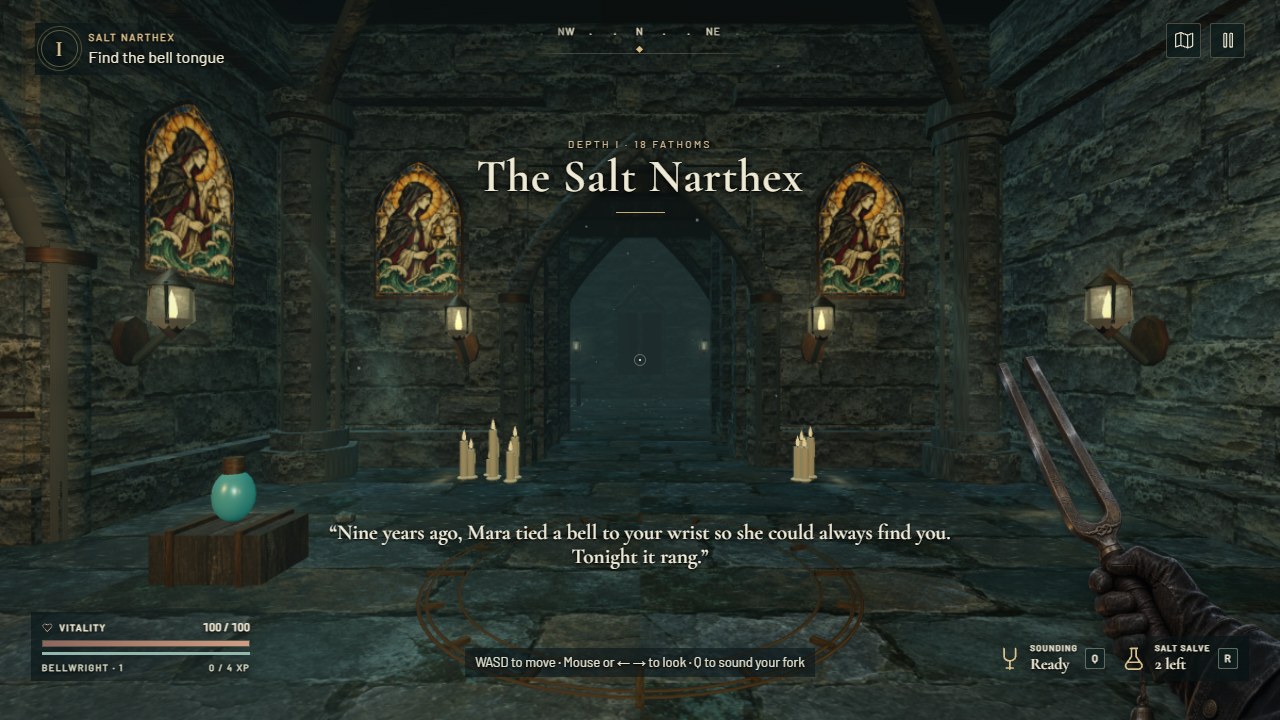 I
SALT NARTHEX
Find the bell tongue
NW . . N . . NE
DEPTH I · 18 FATHOMS
The Salt Narthex
“Nine years ago, Mara tied a bell to your wrist so she could always find you.
Tonight it rang.”
VITALITY 100 / 100
BELLWRIGHT · 1 0 / 4 XP
WASD to move · Mouse or ←→ to look · Q to sound your fork
SOUNDING
Ready Q
SALT SALVE
2 left R